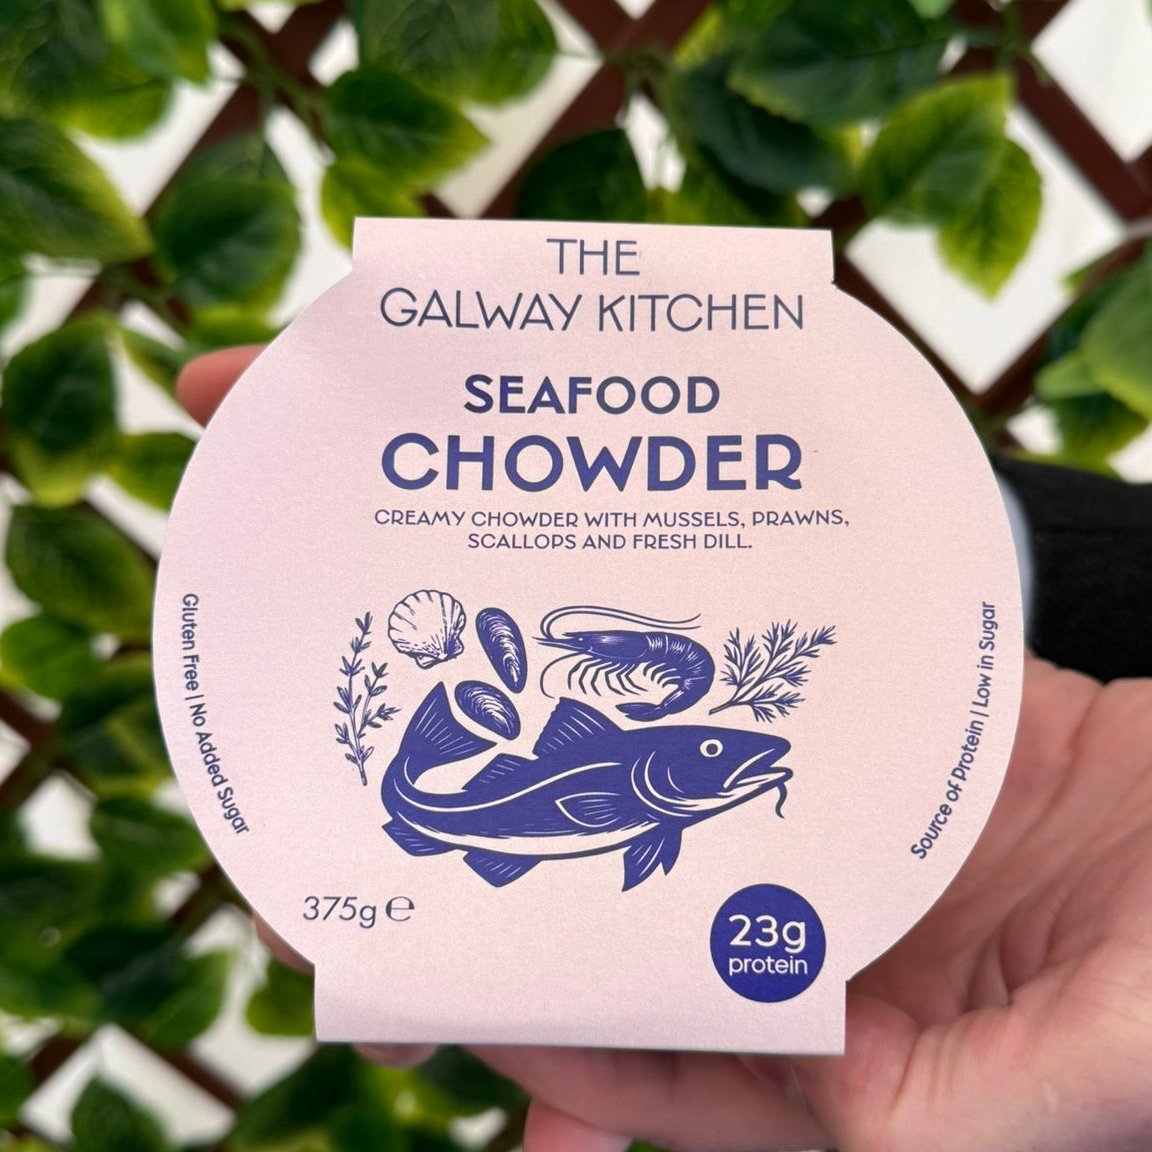 THE
GALWAY KITCHEN
SEAFOOD
CHOWDER
CREAMY CHOWDER WITH MUSSELS, PRAWNS,
SCALLOPS AND FRESH DILL.
Gluten Free | No Added Sugar
Source of Protein | Low in Sugar
375g ℮
23g
protein